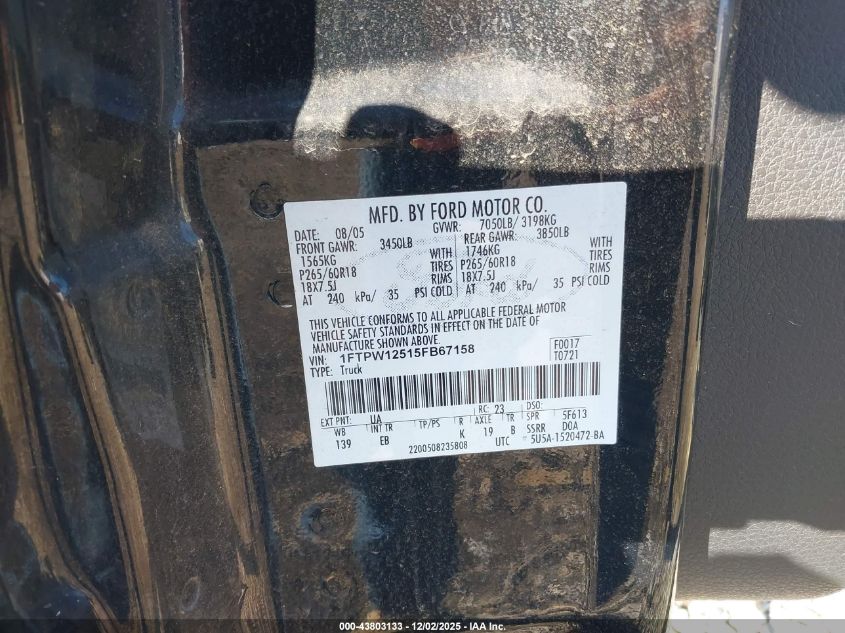 MFD. BY FORD MOTOR CO.
DATE: 08/05 GVWR: 7050LB/ 3198KG
FRONT GAWR: 3450LB REAR GAWR: 3850LB
1565KG WITH 1746KG WITH
P265/60R18 TIRES P265/60R18 TIRES
18X7.5J RIMS 18X7.5J RIMS
AT 240 kPa/ 35 PSI COLD AT 240 kPa/ 35 PSI COLD
THIS VEHICLE CONFORMS TO ALL APPLICABLE FEDERAL MOTOR
VEHICLE SAFETY STANDARDS IN EFFECT ON THE DATE OF
MANUFACTURE SHOWN ABOVE.
VIN: 1FTPW12515FB67158 F0017
TYPE: Truck T0721
EXT PNT: UA RC: 23 DSO:
WB INT TR TP/PS R AXLE TR SPR 5F613
139 EB K 19 B SSRR D0A
2200508235808 UTC 5U5A-1520472-BA
000-43803133 - 12/02/2025 - IAA Inc.